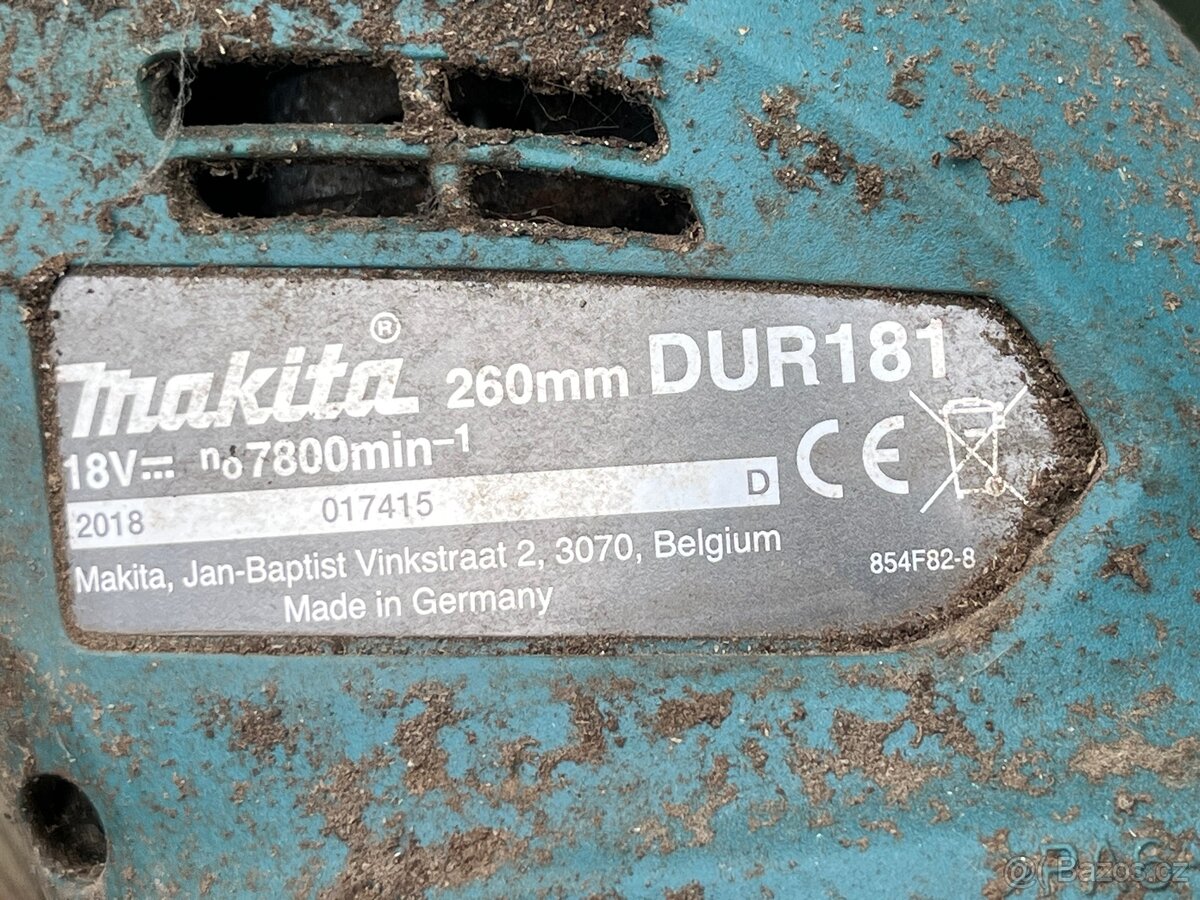 Makita® 260mm DUR181
18V⎓ n₀7800min⁻¹
2018 017415 D
CE
Makita, Jan-Baptist Vinkstraat 2, 3070, Belgium
854F82-8
Made in Germany
Bazos.cz